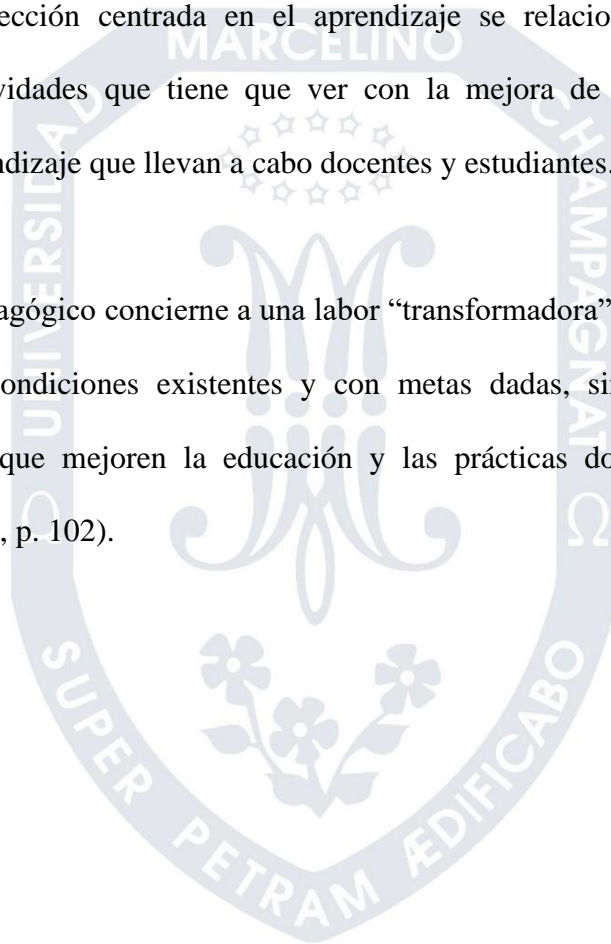 ección centrada en el aprendizaje se relacio
vidades que tiene que ver con la mejora de
ndizaje que llevan a cabo docentes y estudiantes.
agógico concierne a una labor “transformadora”
ondiciones existentes y con metas dadas, si
que mejoren la educación y las prácticas do
, p. 102).
UNIVERSIDAD
MARCELINO
CHAMPAGNAT
Ω
SUPER PETRAM ÆDIFICABO